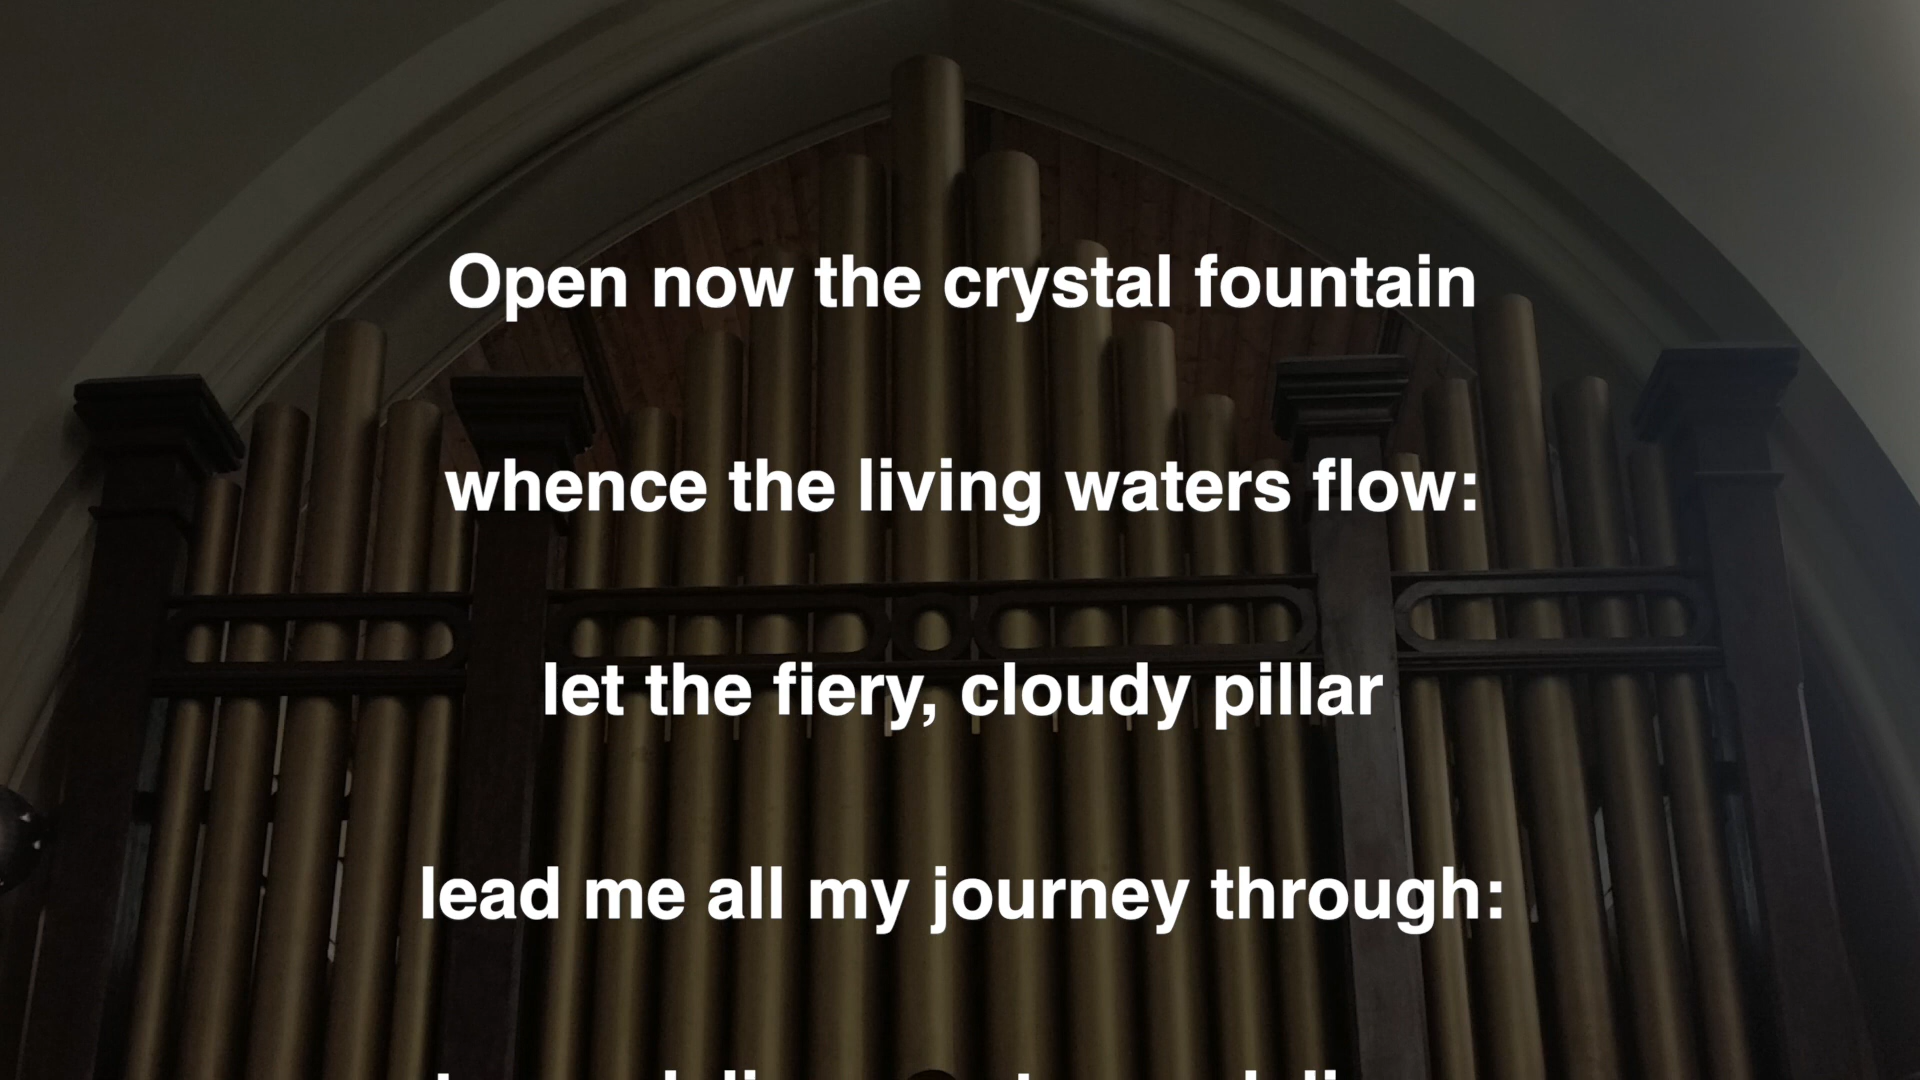 Open now the crystal fountain
whence the living waters flow:
let the fiery, cloudy pillar
lead me all my journey through: